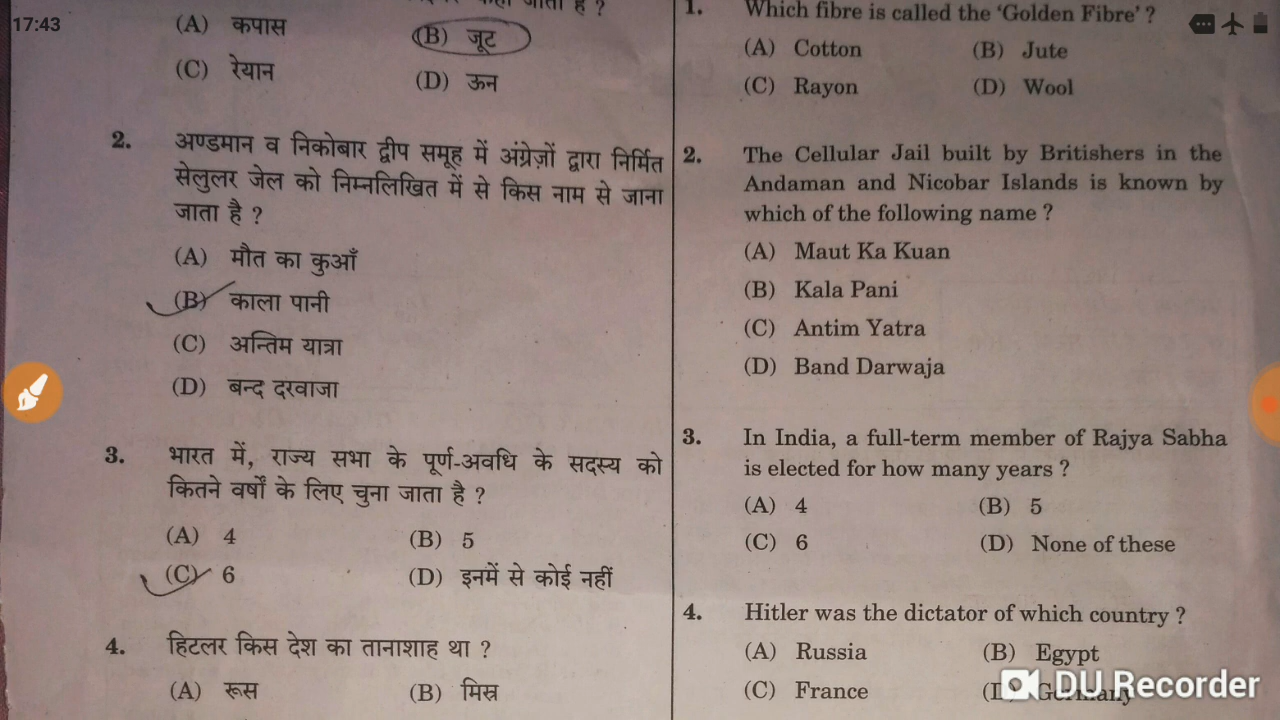 17:43
(A) कपास
(B) जूट
(C) रेयान
(D) ऊन
2. अण्डमान व निकोबार द्वीप समूह में अंग्रेज़ों द्वारा निर्मित
सेलुलर जेल को निम्नलिखित में से किस नाम से जाना
जाता है ?
(A) मौत का कुआँ
(B) काला पानी
(C) अन्तिम यात्रा
(D) बन्द दरवाजा
3. भारत में, राज्य सभा के पूर्ण-अवधि के सदस्य को
कितने वर्षों के लिए चुना जाता है ?
(A) 4 (B) 5
(C) 6 (D) इनमें से कोई नहीं
4. हिटलर किस देश का तानाशाह था ?
(A) रूस (B) मिस्र
1. Which fibre is called the ‘Golden Fibre’ ?
(A) Cotton (B) Jute
(C) Rayon (D) Wool
2. The Cellular Jail built by Britishers in the
Andaman and Nicobar Islands is known by
which of the following name ?
(A) Maut Ka Kuan
(B) Kala Pani
(C) Antim Yatra
(D) Band Darwaja
3. In India, a full-term member of Rajya Sabha
is elected for how many years ?
(A) 4 (B) 5
(C) 6 (D) None of these
4. Hitler was the dictator of which country ?
(A) Russia (B) Egypt
(C) France (D) Germany
DU Recorder